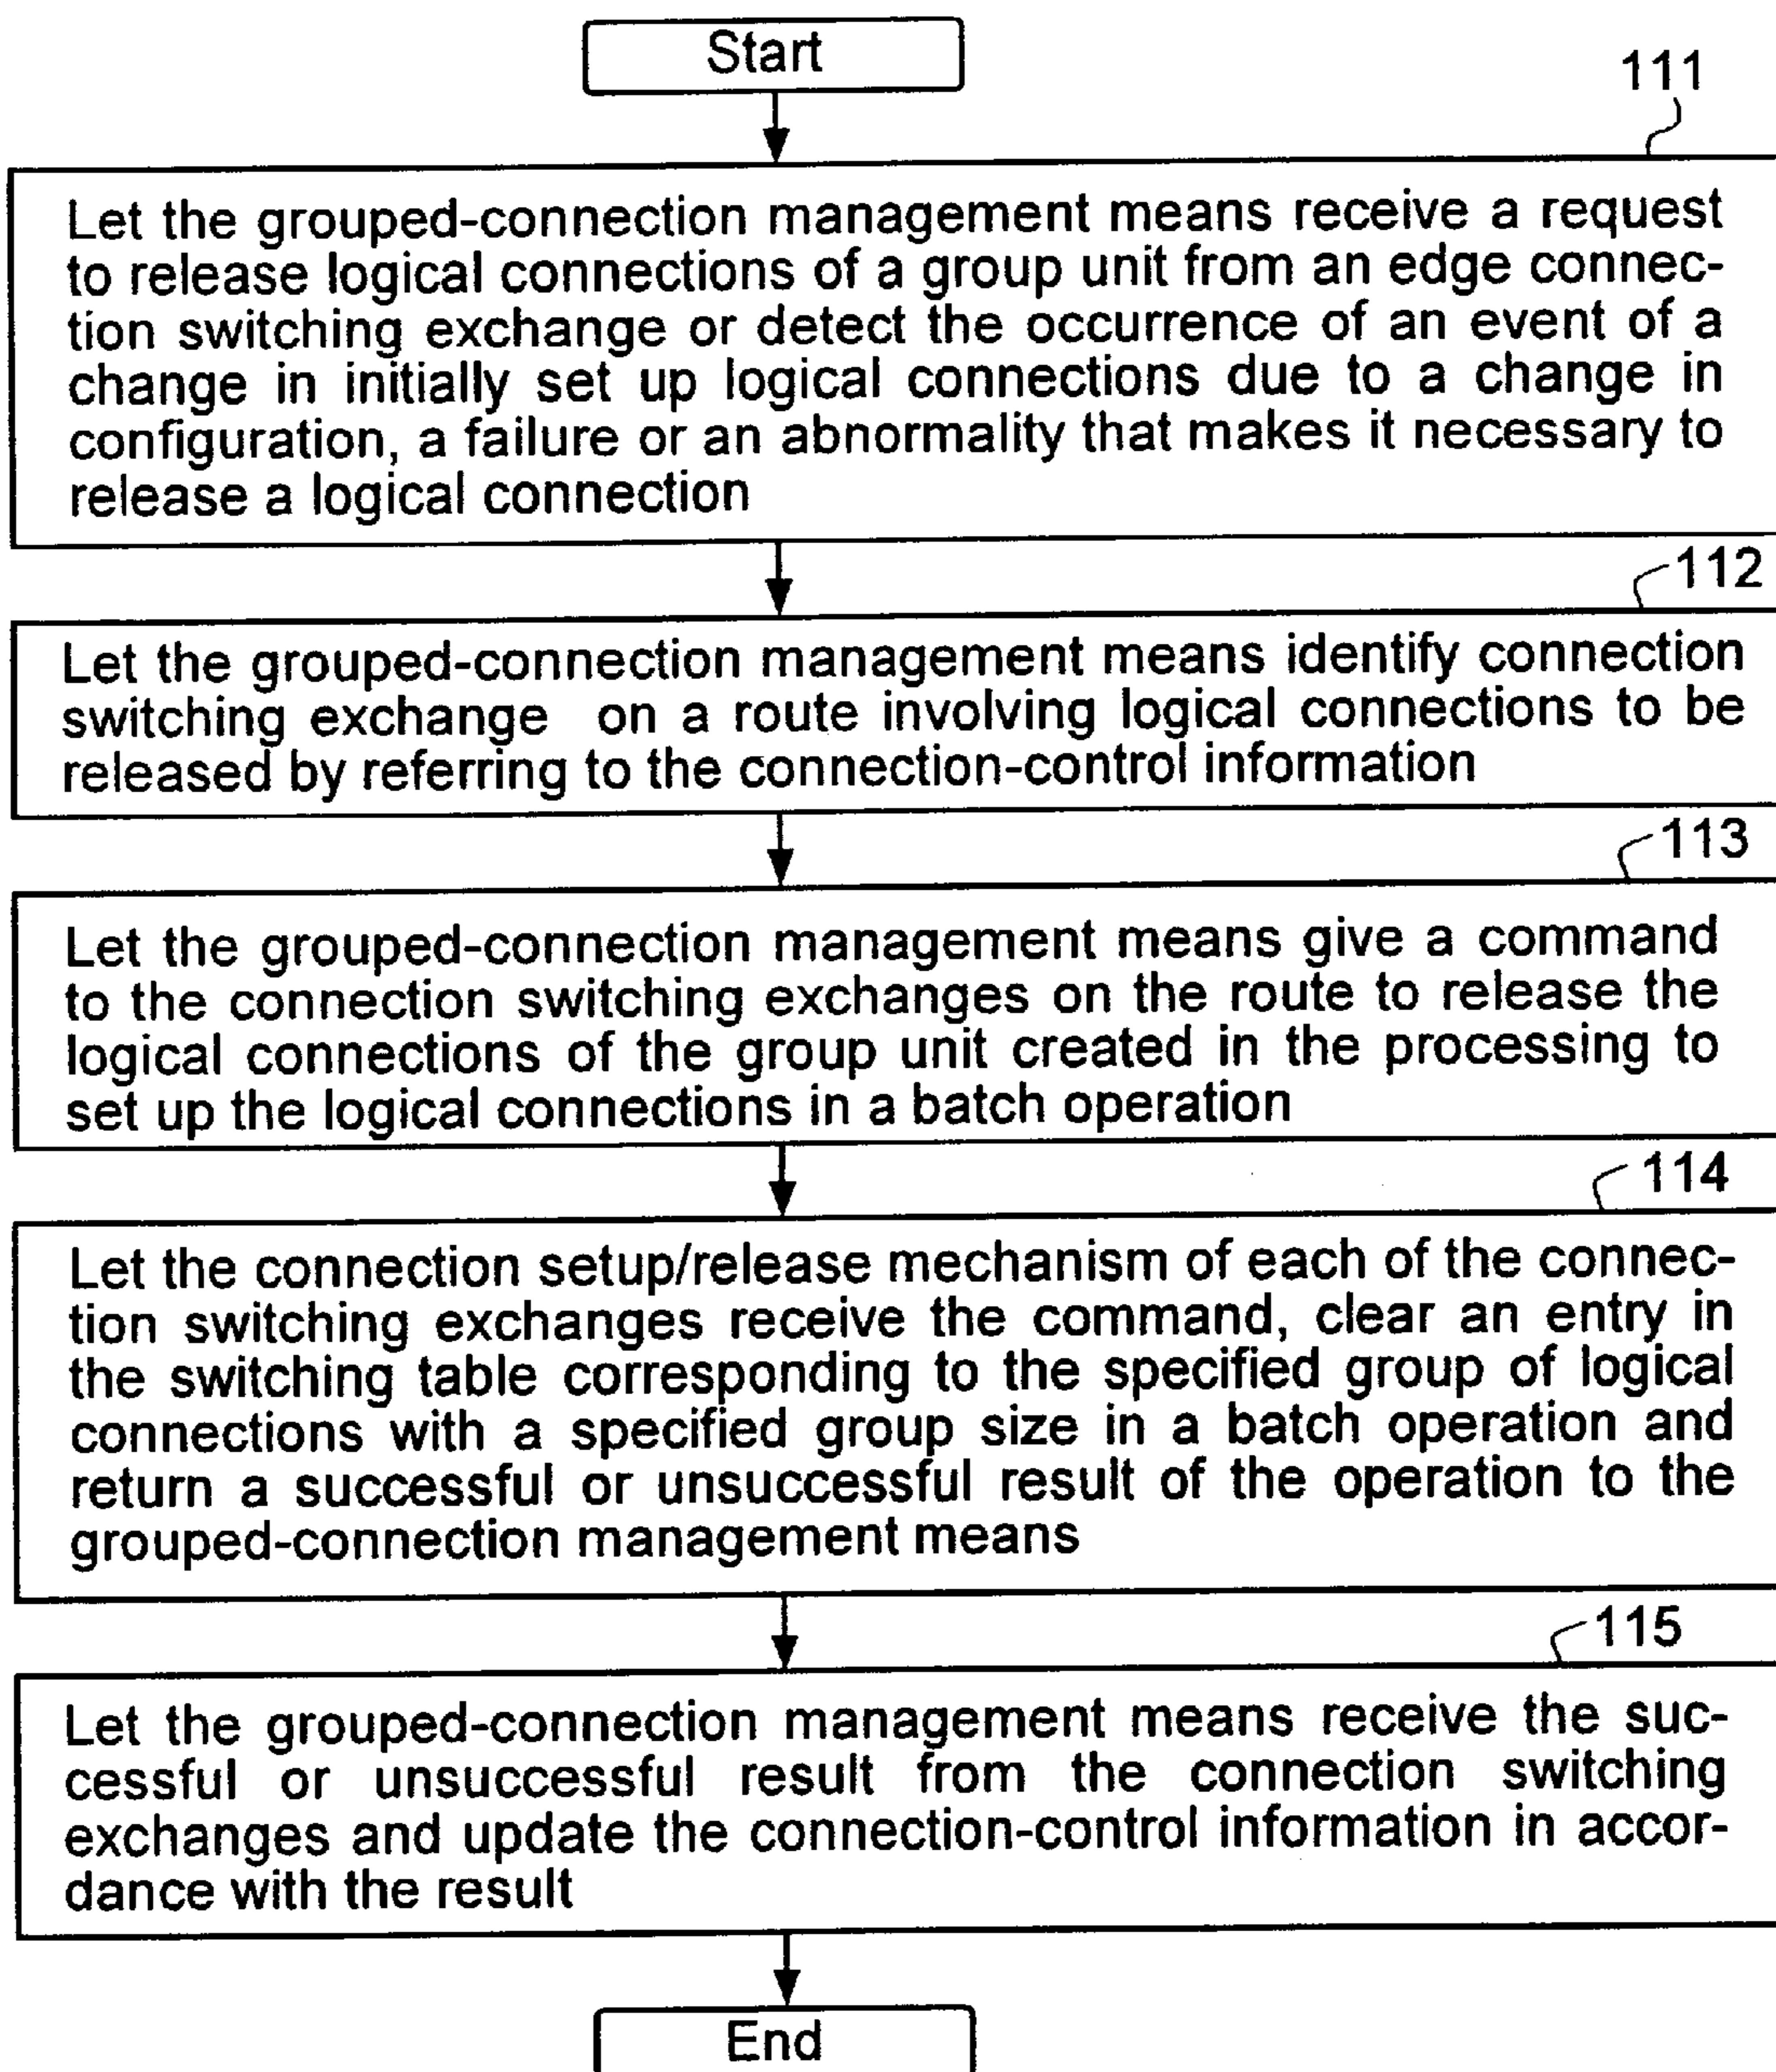 Start
111
Let the grouped-connection management means receive a request
to release logical connections of a group unit from an edge connec-
tion switching exchange or detect the occurrence of an event of a
change in initially set up logical connections due to a change in
configuration, a failure or an abnormality that makes it necessary to
release a logical connection
112
Let the grouped-connection management means identify connection
switching exchange on a route involving logical connections to be
released by referring to the connection-control information
113
Let the grouped-connection management means give a command
to the connection switching exchanges on the route to release the
logical connections of the group unit created in the processing to
set up the logical connections in a batch operation
114
Let the connection setup/release mechanism of each of the connec-
tion switching exchanges receive the command, clear an entry in
the switching table corresponding to the specified group of logical
connections with a specified group size in a batch operation and
return a successful or unsuccessful result of the operation to the
grouped-connection management means
115
Let the grouped-connection management means receive the suc-
cessful or unsuccessful result from the connection switching
exchanges and update the connection-control information in accor-
dance with the result
End